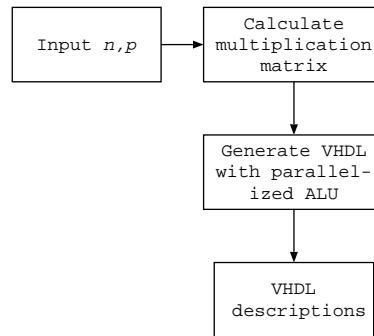 Input n,p
Calculate
multiplication
matrix
Generate VHDL
with parallel-
ized ALU
VHDL
descriptions